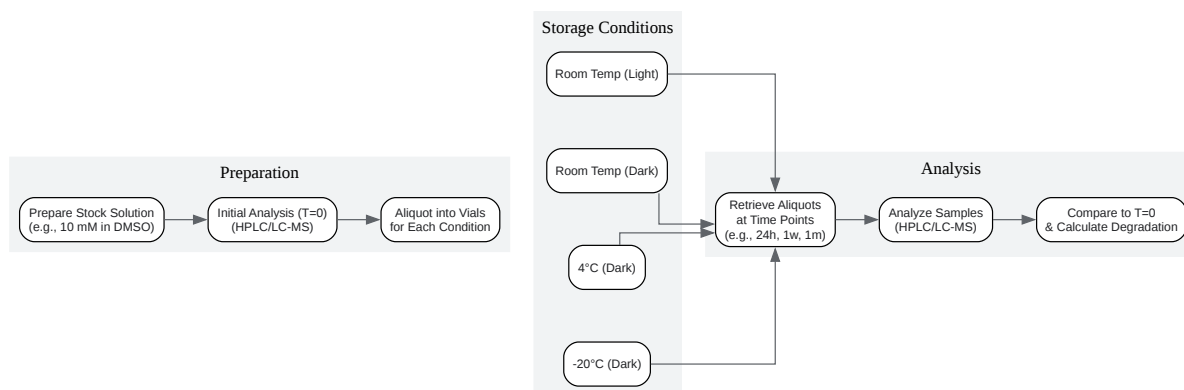 Preparation
Prepare Stock Solution
(e.g., 10 mM in DMSO)
Initial Analysis (T=0)
(HPLC/LC-MS)
Aliquot into Vials
for Each Condition
Storage Conditions
Room Temp (Light)
Room Temp (Dark)
4°C (Dark)
-20°C (Dark)
Analysis
Retrieve Aliquots
at Time Points
(e.g., 24h, 1w, 1m)
Analyze Samples
(HPLC/LC-MS)
Compare to T=0
& Calculate Degradation